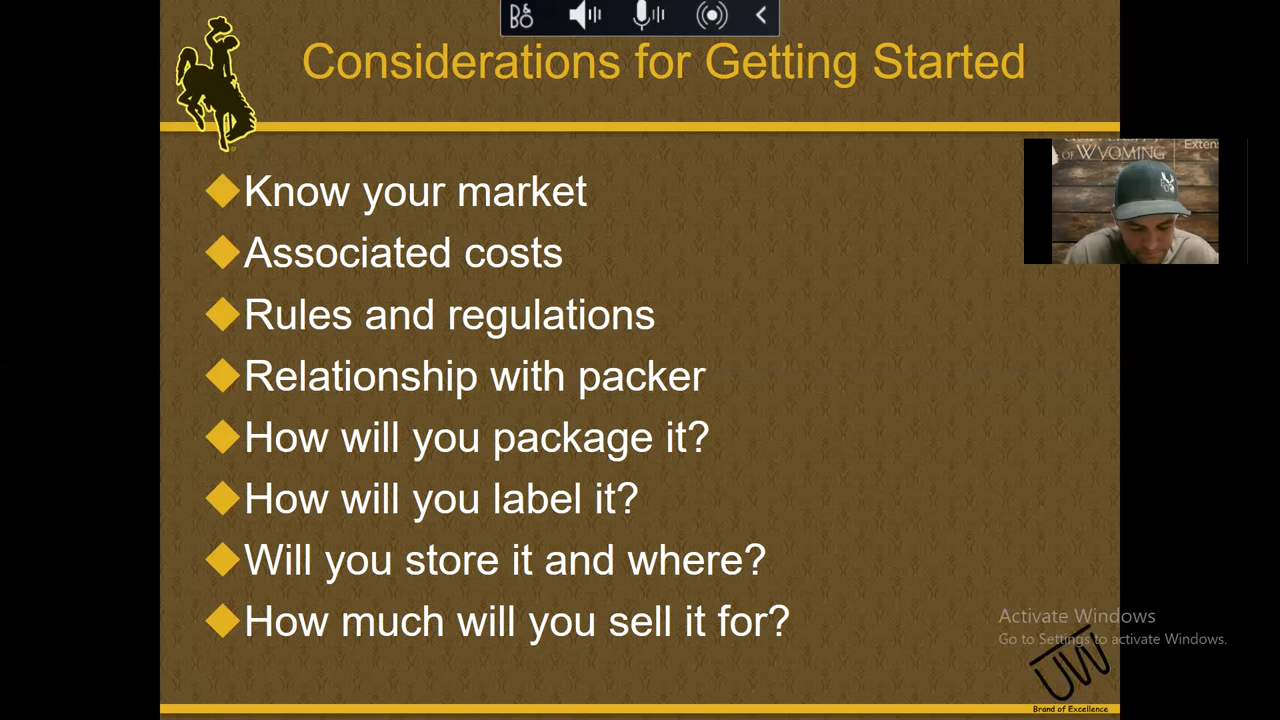 B&O
Considerations for Getting Started
OF WYOMING
Extens
Know your market
Associated costs
Rules and regulations
Relationship with packer
How will you package it?
How will you label it?
Will you store it and where?
How much will you sell it for?
Activate Windows
Go to Settings to activate Windows.
UW
Brand of Excellence